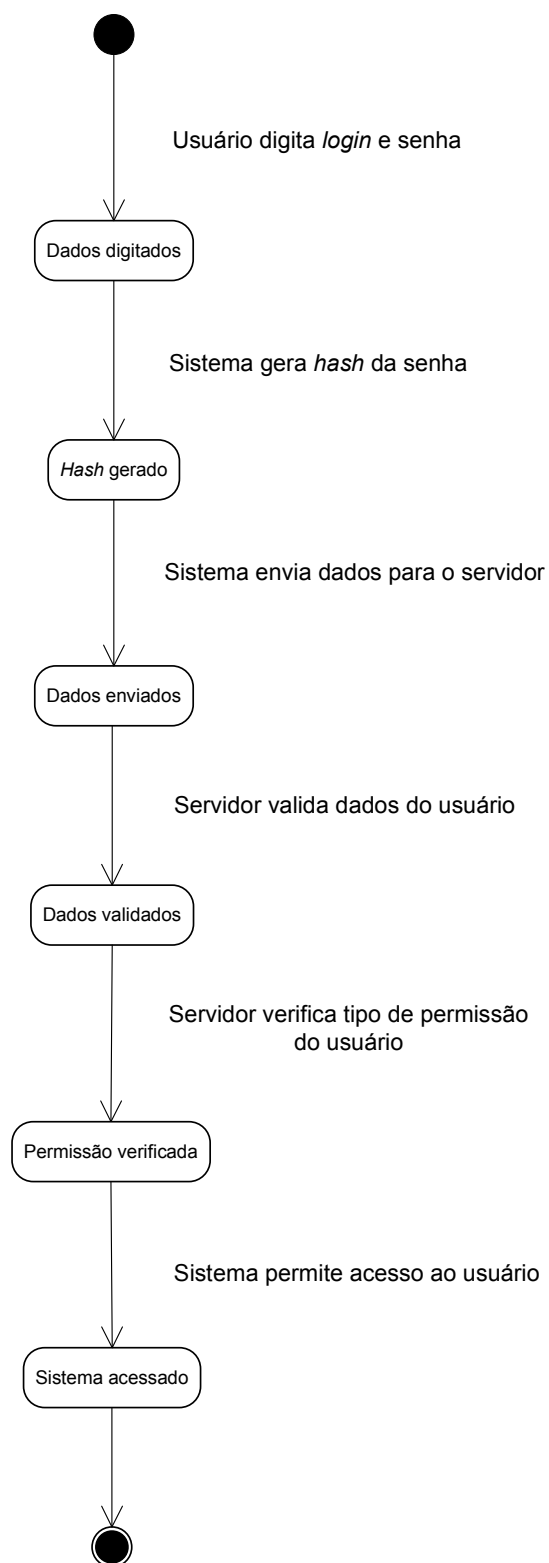 Usuário digita login e senha
Dados digitados
Sistema gera hash da senha
Hash gerado
Sistema envia dados para o servidor
Dados enviados
Servidor valida dados do usuário
Dados validados
Servidor verifica tipo de permissão
do usuário
Permissão verificada
Sistema permite acesso ao usuário
Sistema acessado